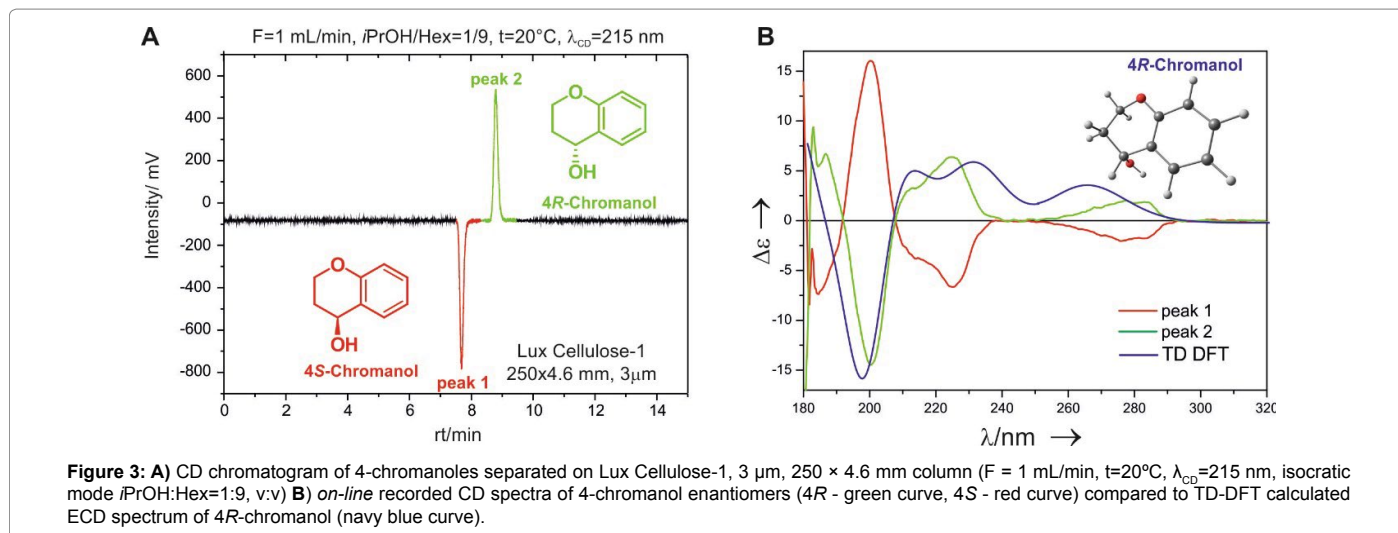 A
F=1 mL/min, iPrOH/Hex=1/9, t=20°C, λCD=215 nm
600
400
200
0
-200
-400
-600
-800
Intensity/ mV
peak 2
O
OH
4R-Chromanol
O
OH
4S-Chromanol
peak 1
Lux Cellulose-1
250x4.6 mm, 3μm
0 2 4 6 8 10 12 14
rt/min
B
15
10
5
0
-5
-10
-15
Δε →
4R-Chromanol
peak 1
peak 2
TD DFT
180 200 220 240 260 280 300 320
λ/nm →
Figure 3: A) CD chromatogram of 4-chromanoles separated on Lux Cellulose-1, 3 μm, 250 × 4.6 mm column (F = 1 mL/min, t=20ºC, λCD=215 nm, isocratic
mode iPrOH:Hex=1:9, v:v) B) on-line recorded CD spectra of 4-chromanol enantiomers (4R - green curve, 4S - red curve) compared to TD-DFT calculated
ECD spectrum of 4R-chromanol (navy blue curve).